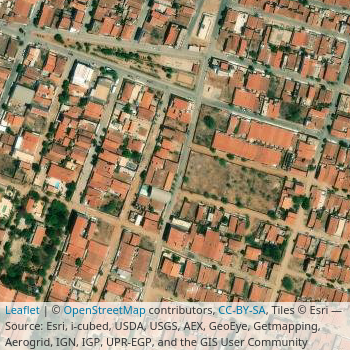 Leaflet | © OpenStreetMap contributors, CC-BY-SA, Tiles © Esri —
Source: Esri, i-cubed, USDA, USGS, AEX, GeoEye, Getmapping,
Aerogrid, IGN, IGP, UPR-EGP, and the GIS User Community